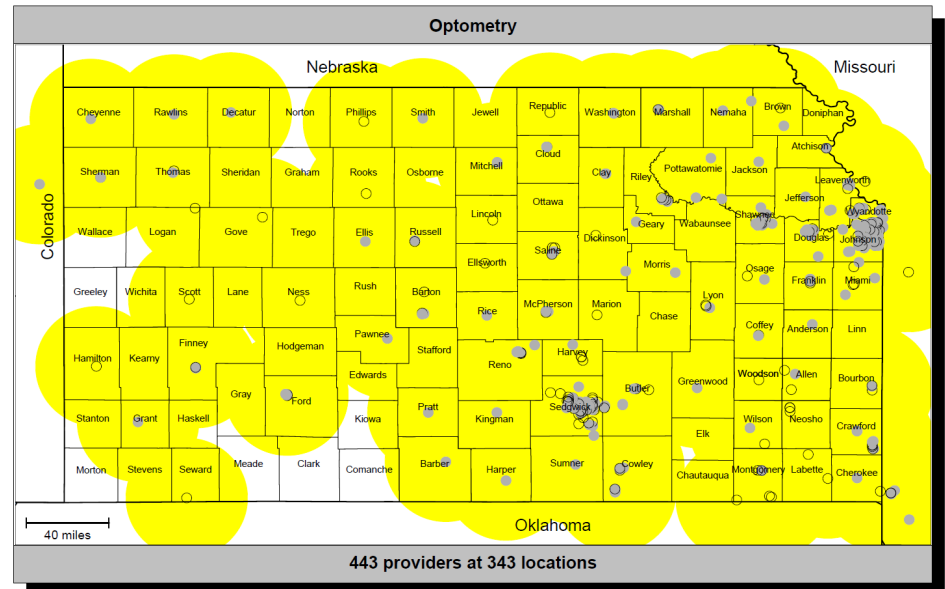 Optometry
Nebraska
Missouri
Colorado
Cheyenne Rawlins Decatur Norton Phillips Smith Jewell Republic Washington Marshall Nemaha Brown Doniphan
Atchison
Sherman Thomas Sheridan Graham Rooks Osborne Mitchell Cloud Clay Riley Pottawatomie Jackson
Jefferson Leavenworth
Ottawa
Wyandotte
Wallace Logan Gove Trego Ellis Russell Lincoln Saline Dickinson Geary Wabaunsee Shawnee Douglas Johnson
Ellsworth Morris Osage Franklin Miami
Greeley Wichita Scott Lane Ness Rush Barton Rice McPherson Marion Chase Lyon
Coffey Anderson Linn
Hamilton Kearny Finney Hodgeman Pawnee Stafford Reno Harvey
Edwards Woodson Allen Bourbon
Gray Ford Sedgwick Butler Greenwood
Stanton Grant Haskell Kiowa Pratt Kingman Elk Wilson Neosho Crawford
Morton Stevens Seward Meade Clark Comanche Barber Harper Sumner Cowley Chautauqua Montgomery Labette Cherokee
Oklahoma
40 miles
443 providers at 343 locations